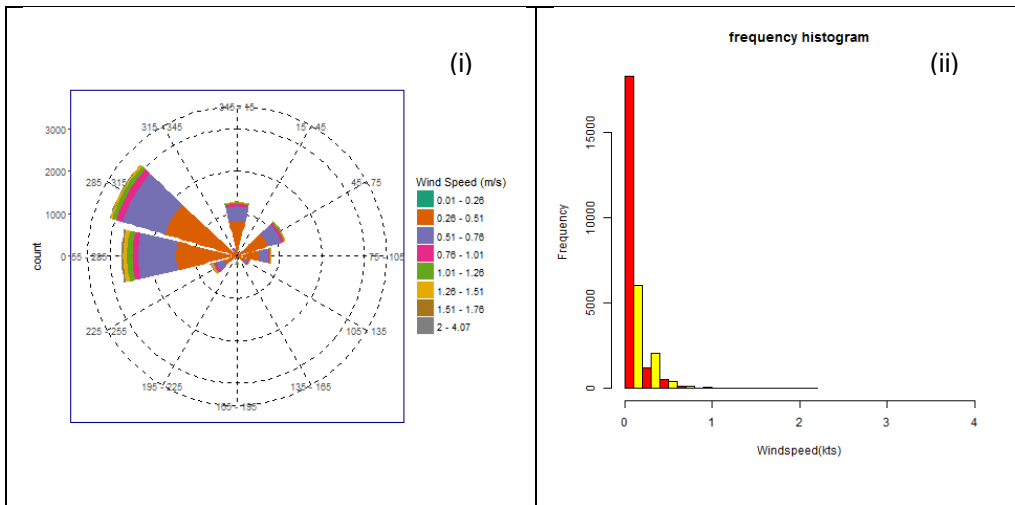 (i)
345 - 15
315 - 345
15 - 45
3000
2000
285 - 315
45 - 75
1000
count
0
55 - 285
75 - 105
225 - 255
105 - 135
195 - 225
135 - 165
165 - 195
Wind Speed (m/s)
0.01 - 0.26
0.26 - 0.51
0.51 - 0.76
0.76 - 1.01
1.01 - 1.26
1.26 - 1.51
1.51 - 1.76
2 - 4.07
frequency histogram
(ii)
15000
10000
Frequency
5000
0
0 1 2 3 4
Windspeed(kts)